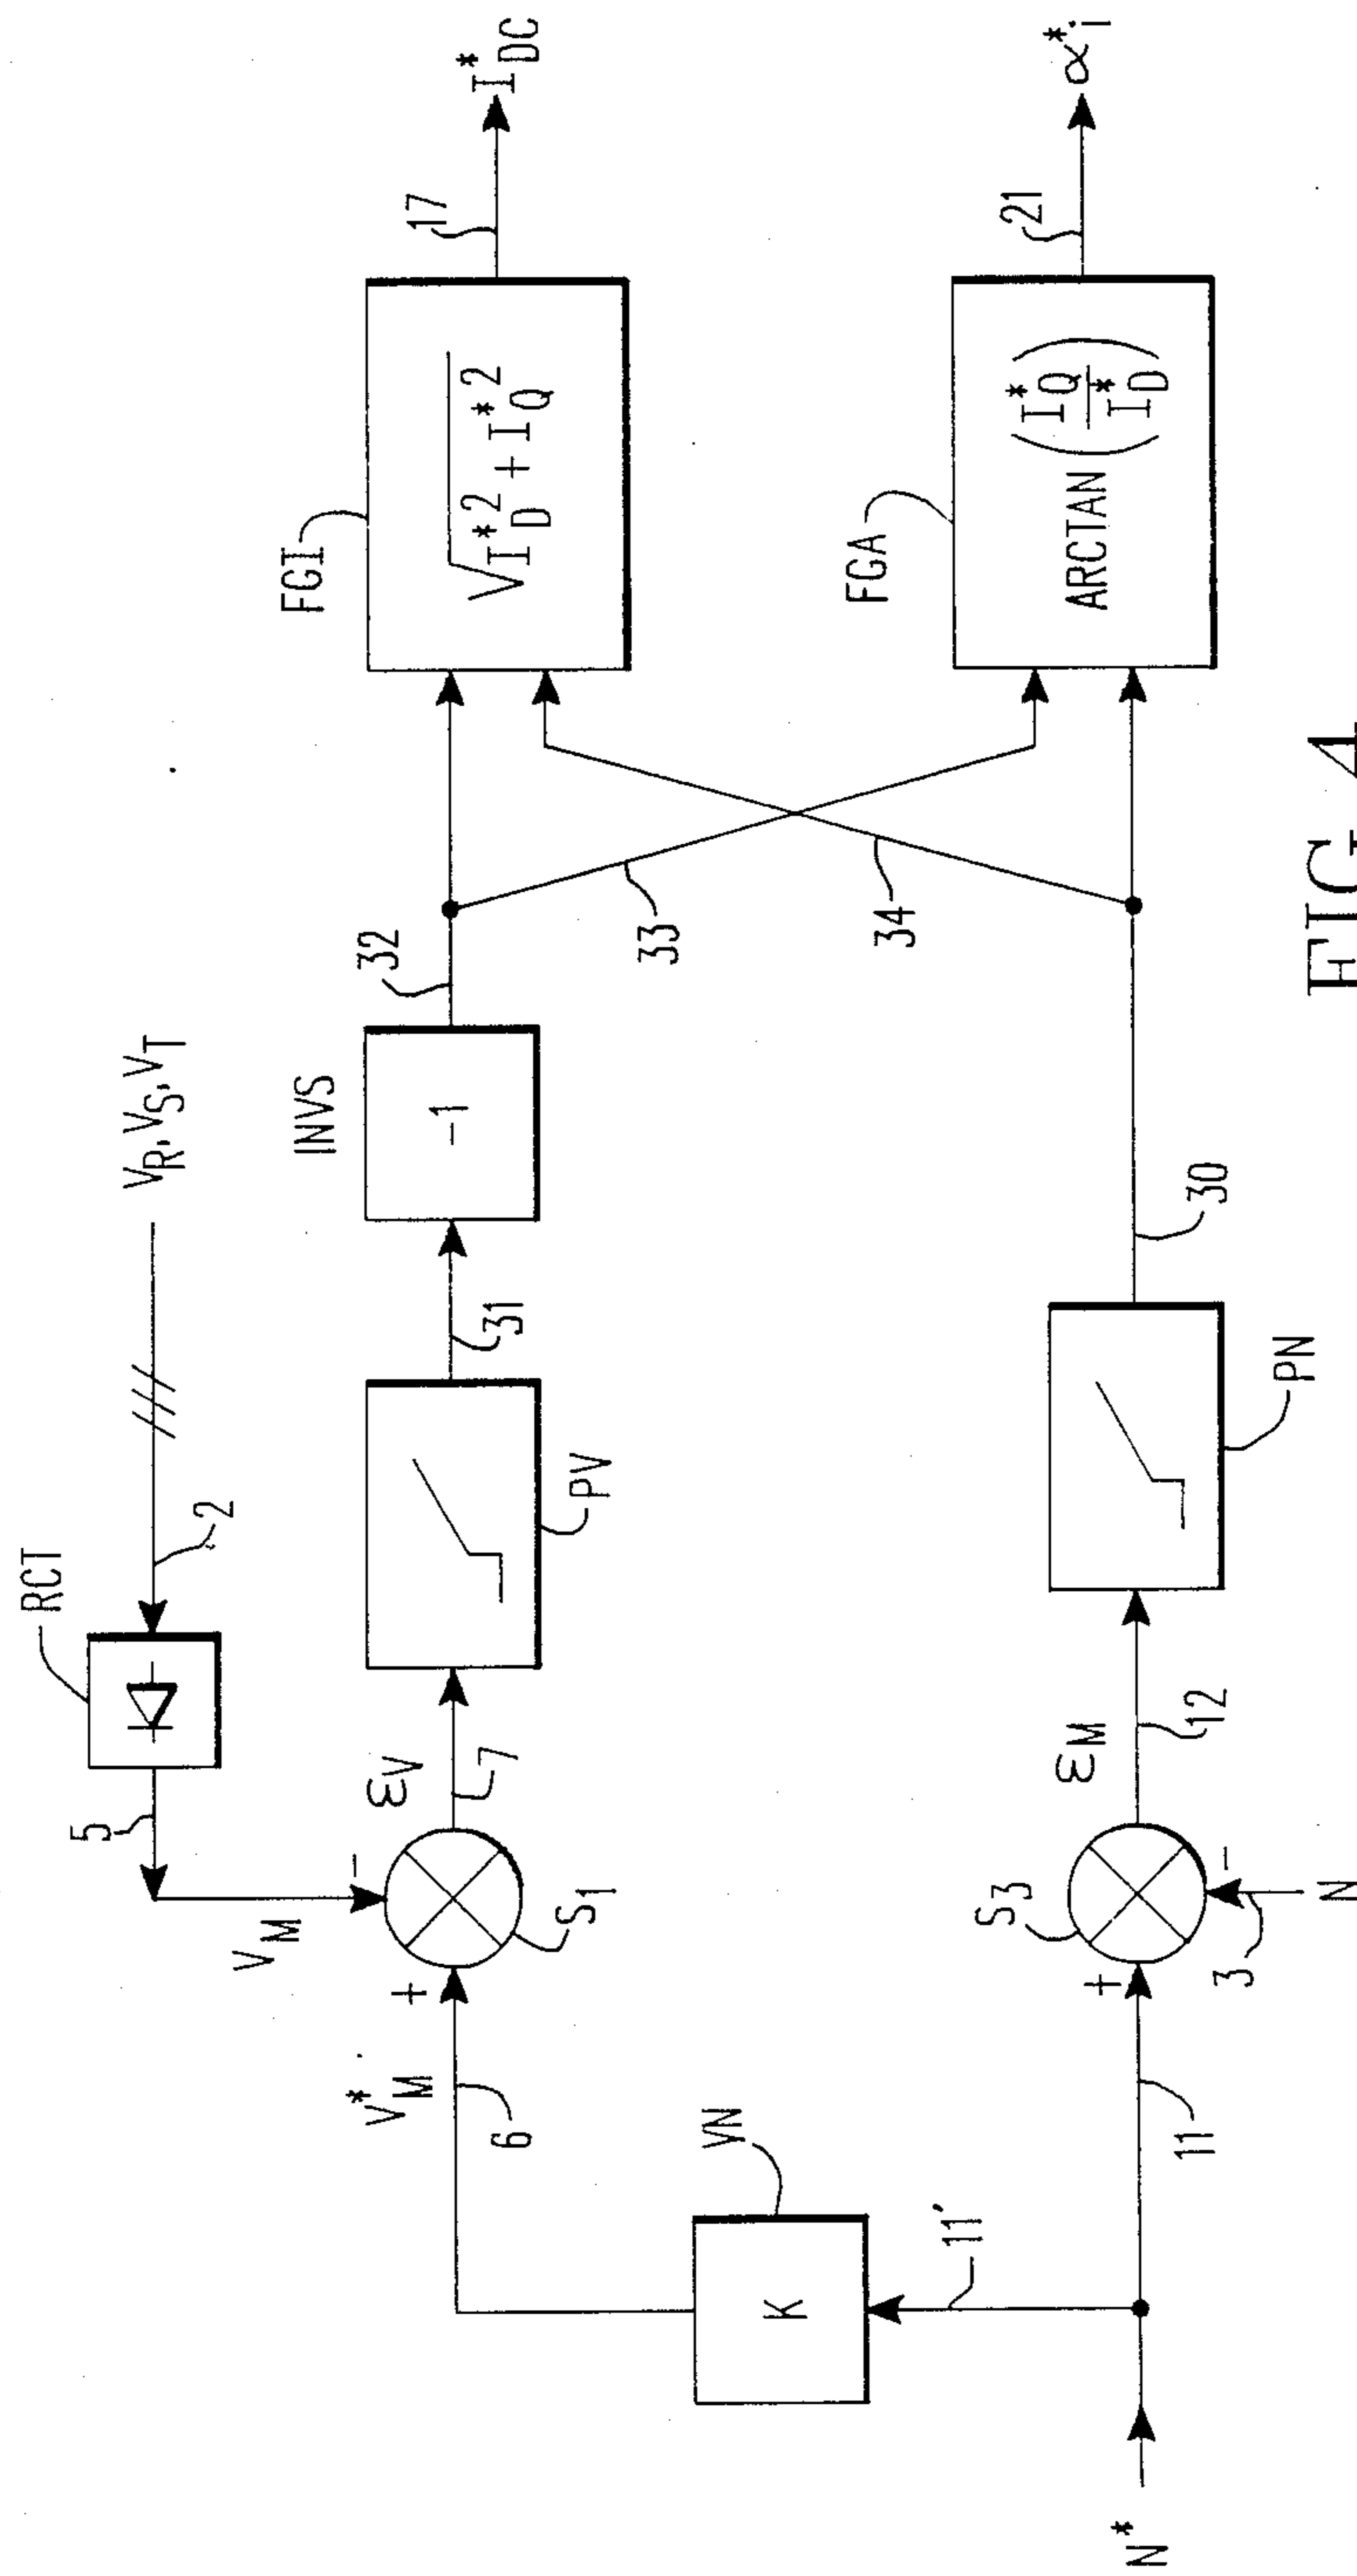 V_R, V_S, V_T
RCT
2
5
V_M
-
V*_M
+
6
S_1
ε_V
7
PV
31
INVS
-1
32
FGI
√I*_D² + I*_Q²
17
I*_DC
VN
K
11'
33
34
N*
11
+
S_3
-
3
N
ε_M
12
PN
30
FGA
ARCTAN (I*_Q / I*_D)
21
α*_i
FIG. 4